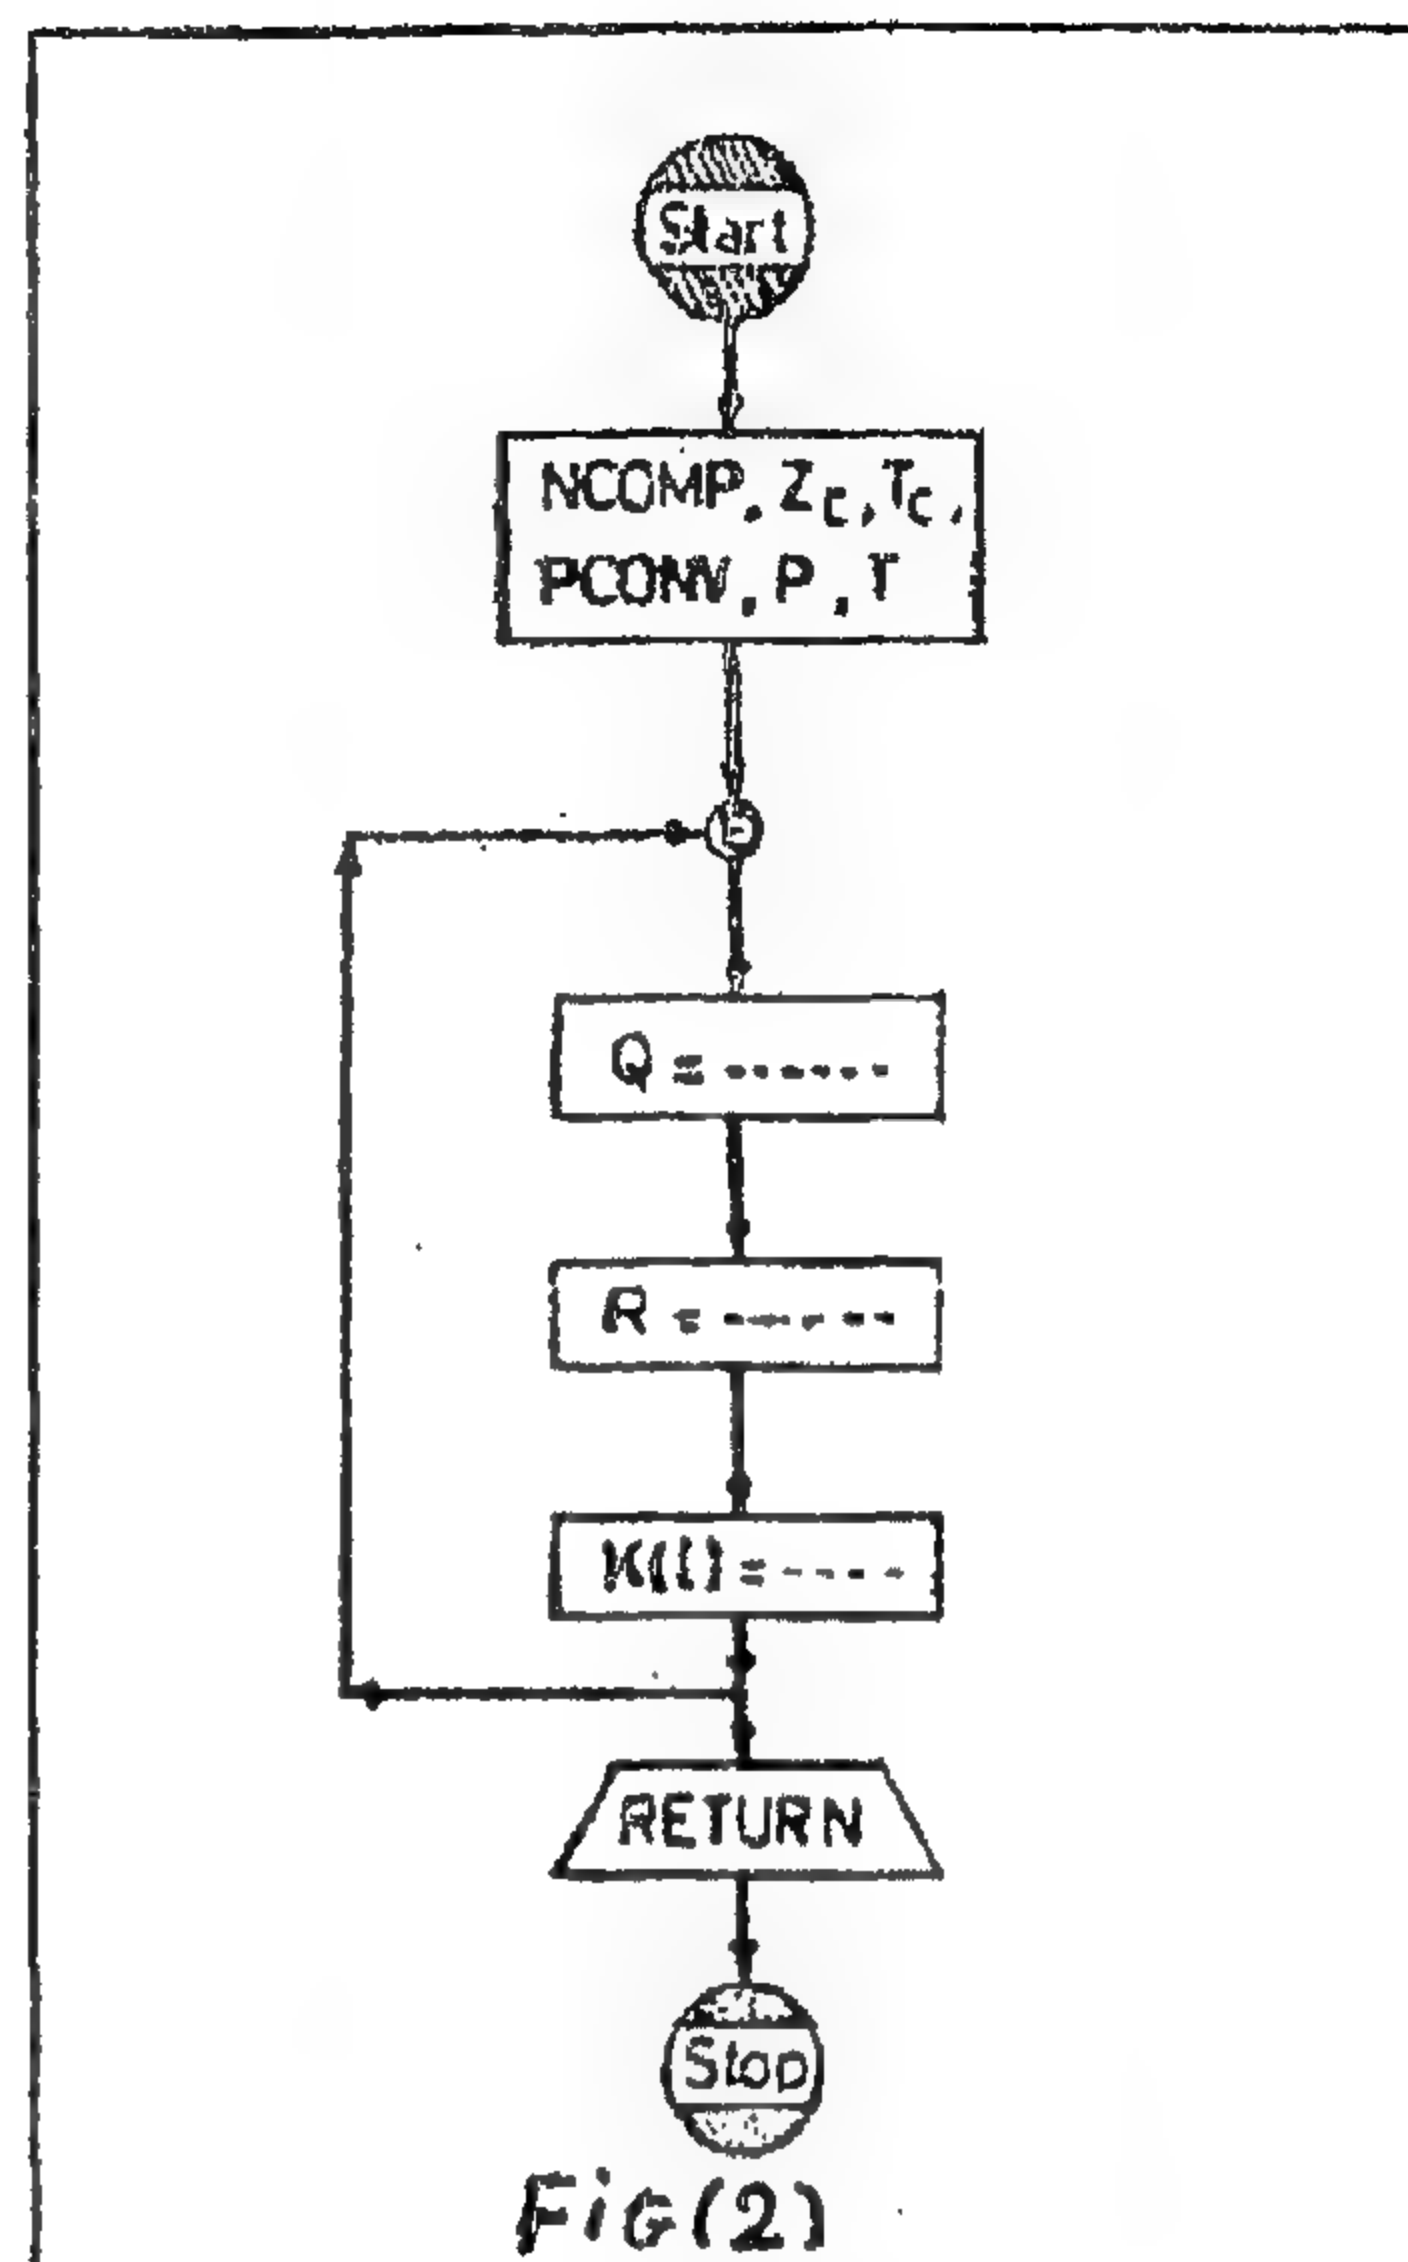 Start
NCOMP, Zc, Tc,
PCONV, P, T
Q = ------
R = ------
K(I) = ----
RETURN
Stop
FiG(2)